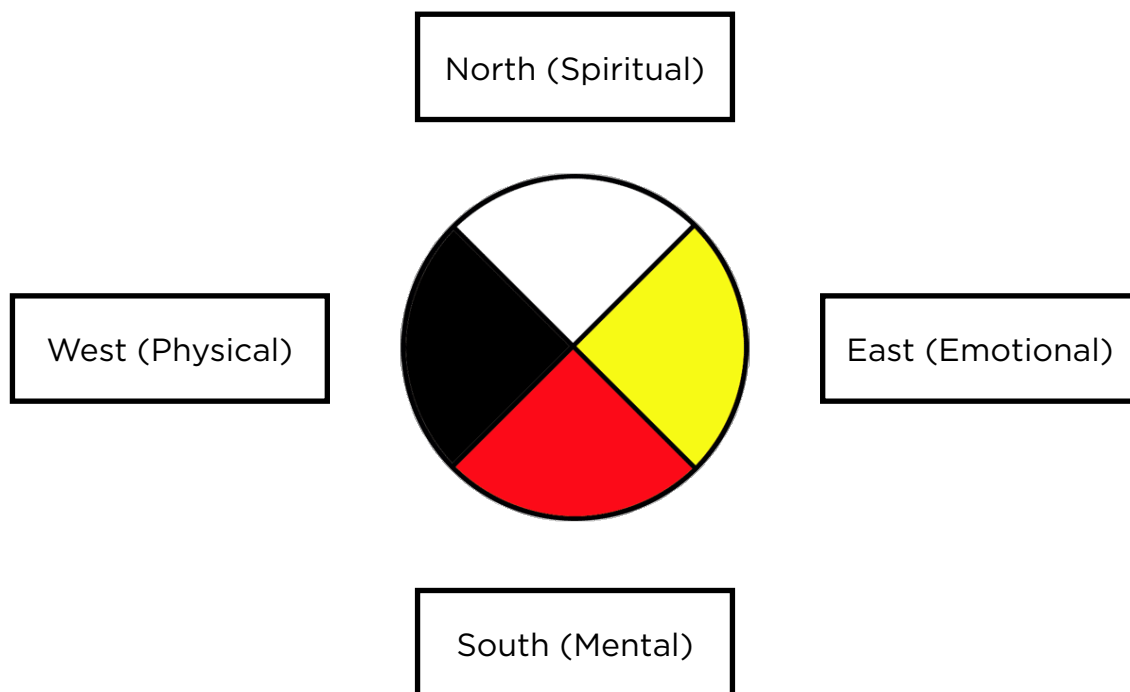 North (Spiritual)
West (Physical)
East (Emotional)
South (Mental)